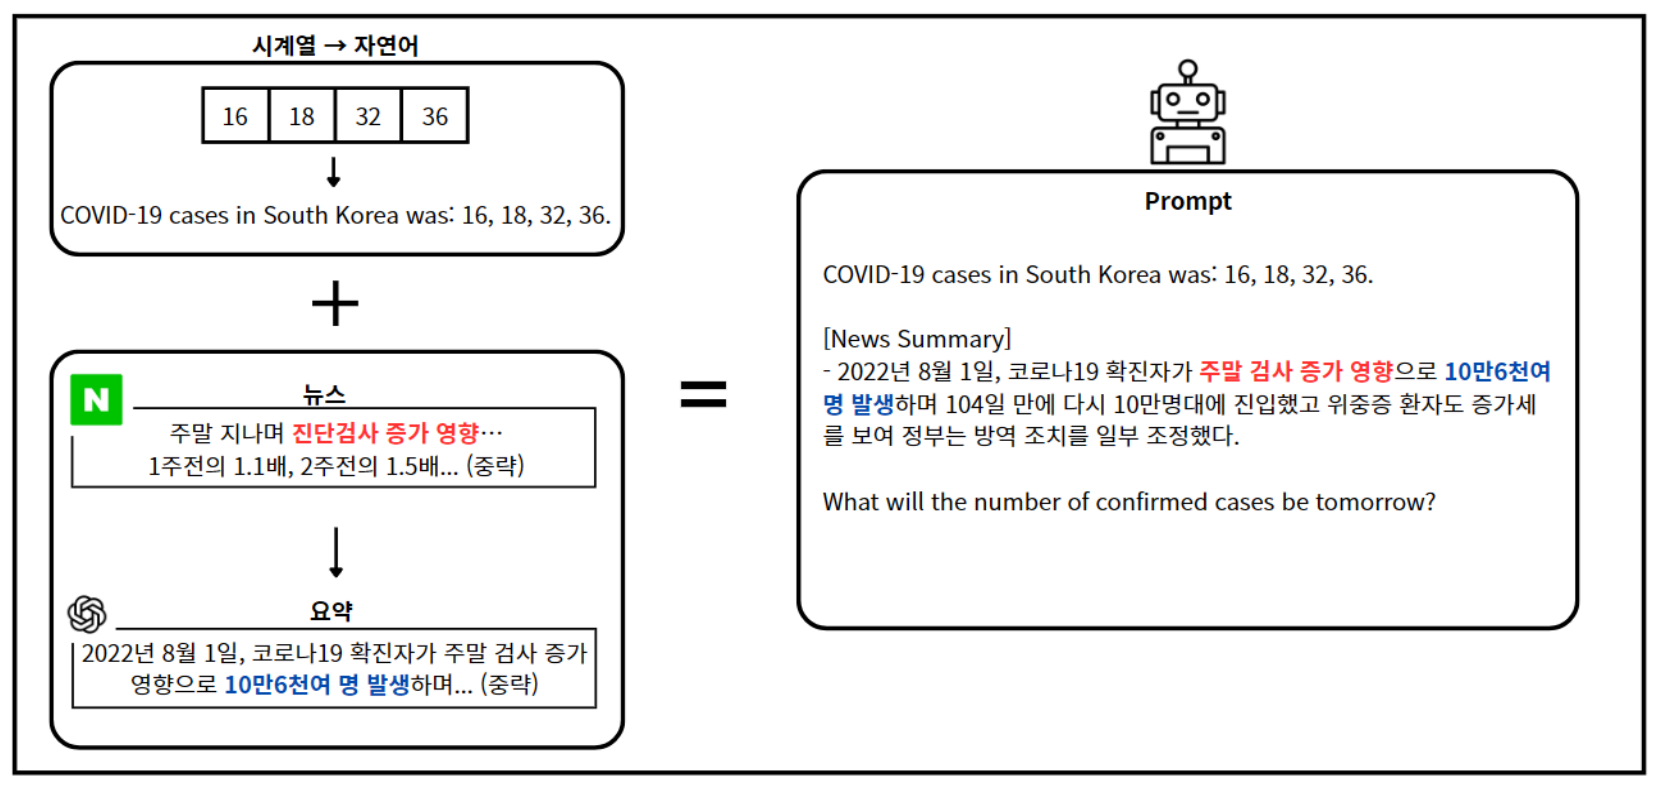 시계열 → 자연어
16 18 32 36
COVID-19 cases in South Korea was: 16, 18, 32, 36.
+
N
뉴스
주말 지나며 진단검사 증가 영향…
1주전의 1.1배, 2주전의 1.5배... (중략)
요약
2022년 8월 1일, 코로나19 확진자가 주말 검사 증가
영향으로 10만6천여 명 발생하며... (중략)
=
Prompt
COVID-19 cases in South Korea was: 16, 18, 32, 36.
[News Summary]
- 2022년 8월 1일, 코로나19 확진자가 주말 검사 증가 영향으로 10만6천여
명 발생하며 104일 만에 다시 10만명대에 진입했고 위중증 환자도 증가세
를 보여 정부는 방역 조치를 일부 조정했다.
What will the number of confirmed cases be tomorrow?